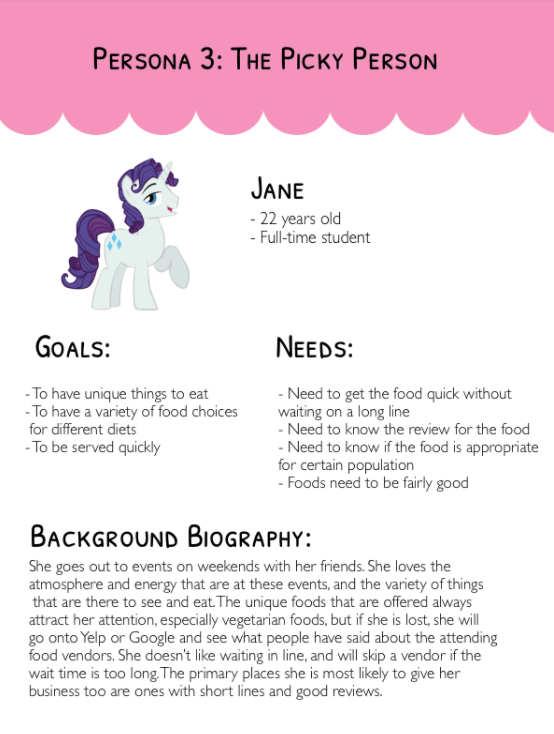 Persona 3: The Picky Person
Jane
- 22 years old
- Full-time student
Goals:
- To have unique things to eat
- To have a variety of food choices
for different diets
- To be served quickly
Needs:
- Need to get the food quick without
waiting on a long line
- Need to know the review for the food
- Need to know if the food is appropriate
for certain population
- Foods need to be fairly good
Background Biography:
She goes out to events on weekends with her friends. She loves the
atmosphere and energy that are at these events, and the variety of things
that are there to see and eat. The unique foods that are offered always
attract her attention, especially vegetarian foods, but if she is lost, she will
go onto Yelp or Google and see what people have said about the attending
food vendors. She doesn't like waiting in line, and will skip a vendor if the
wait time is too long. The primary places she is most likely to give her
business too are ones with short lines and good reviews.